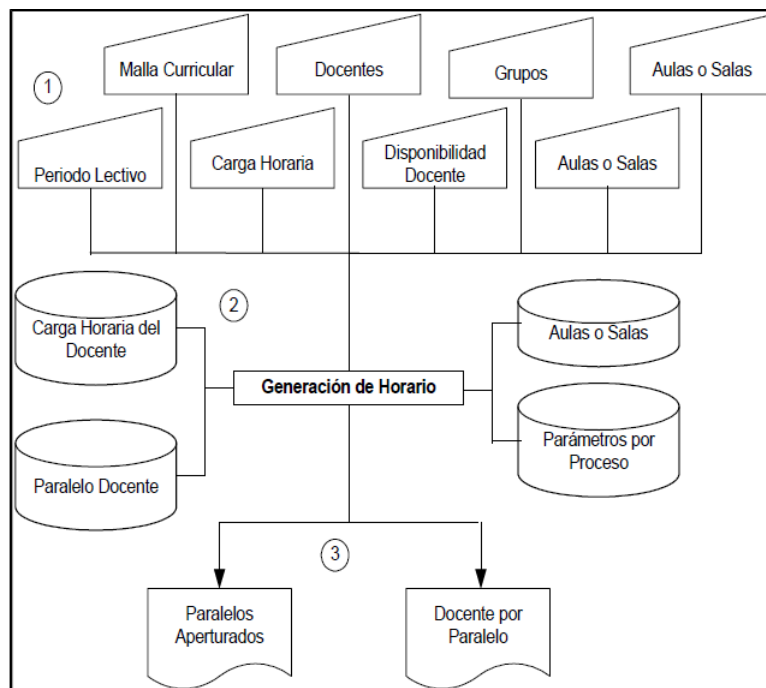 Malla Curricular
Docentes
Grupos
Aulas o Salas
1
Periodo Lectivo
Carga Horaria
Disponibilidad
Docente
Aulas o Salas
2
Carga Horaria del
Docente
Aulas o Salas
Generación de Horario
Paralelo Docente
Parámetros por
Proceso
3
Paralelos
Aperturados
Docente por
Paralelo